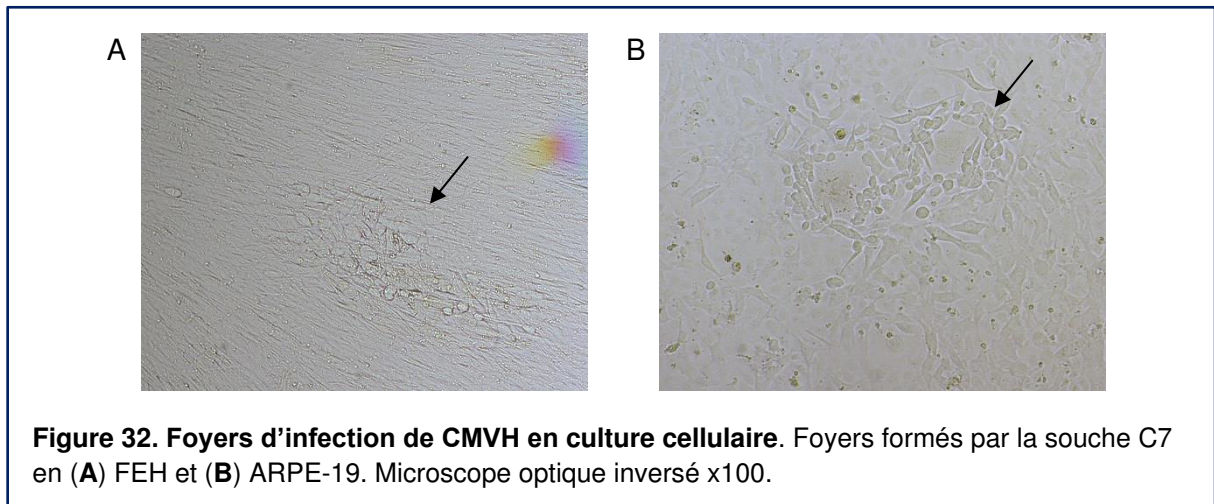 A B
Figure 32. Foyers d’infection de CMVH en culture cellulaire. Foyers formés par la souche C7
en (A) FEH et (B) ARPE-19. Microscope optique inversé x100.